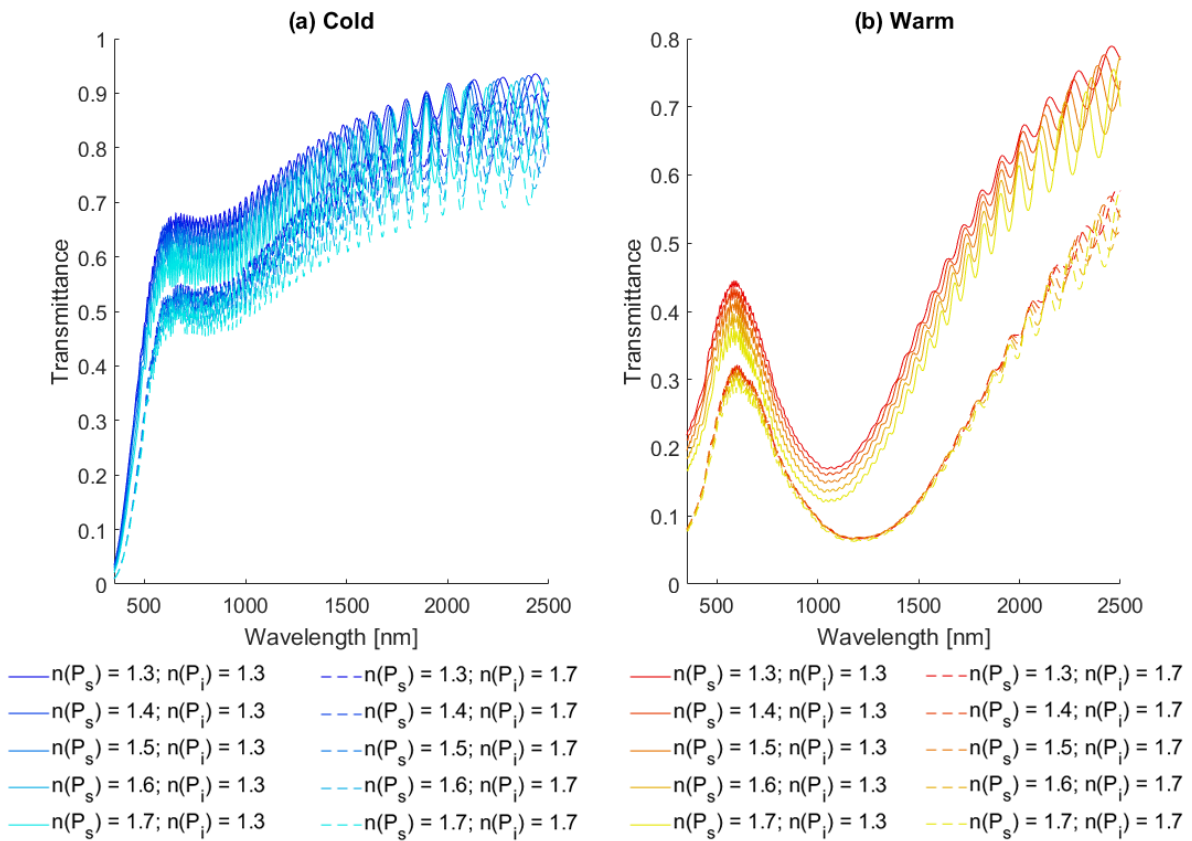 (a) Cold
(b) Warm
1
0.9
0.8
0.7
0.6
0.5
0.4
0.3
0.2
0.1
0
Transmittance
500
1000
1500
2000
2500
Wavelength [nm]
0.8
0.7
0.6
0.5
0.4
0.3
0.2
0.1
0
Transmittance
500
1000
1500
2000
2500
Wavelength [nm]
n(Ps) = 1.3; n(Pi) = 1.3
n(Ps) = 1.4; n(Pi) = 1.3
n(Ps) = 1.5; n(Pi) = 1.3
n(Ps) = 1.6; n(Pi) = 1.3
n(Ps) = 1.7; n(Pi) = 1.3
n(Ps) = 1.3; n(Pi) = 1.7
n(Ps) = 1.4; n(Pi) = 1.7
n(Ps) = 1.5; n(Pi) = 1.7
n(Ps) = 1.6; n(Pi) = 1.7
n(Ps) = 1.7; n(Pi) = 1.7
n(Ps) = 1.3; n(Pi) = 1.3
n(Ps) = 1.4; n(Pi) = 1.3
n(Ps) = 1.5; n(Pi) = 1.3
n(Ps) = 1.6; n(Pi) = 1.3
n(Ps) = 1.7; n(Pi) = 1.3
n(Ps) = 1.3; n(Pi) = 1.7
n(Ps) = 1.4; n(Pi) = 1.7
n(Ps) = 1.5; n(Pi) = 1.7
n(Ps) = 1.6; n(Pi) = 1.7
n(Ps) = 1.7; n(Pi) = 1.7